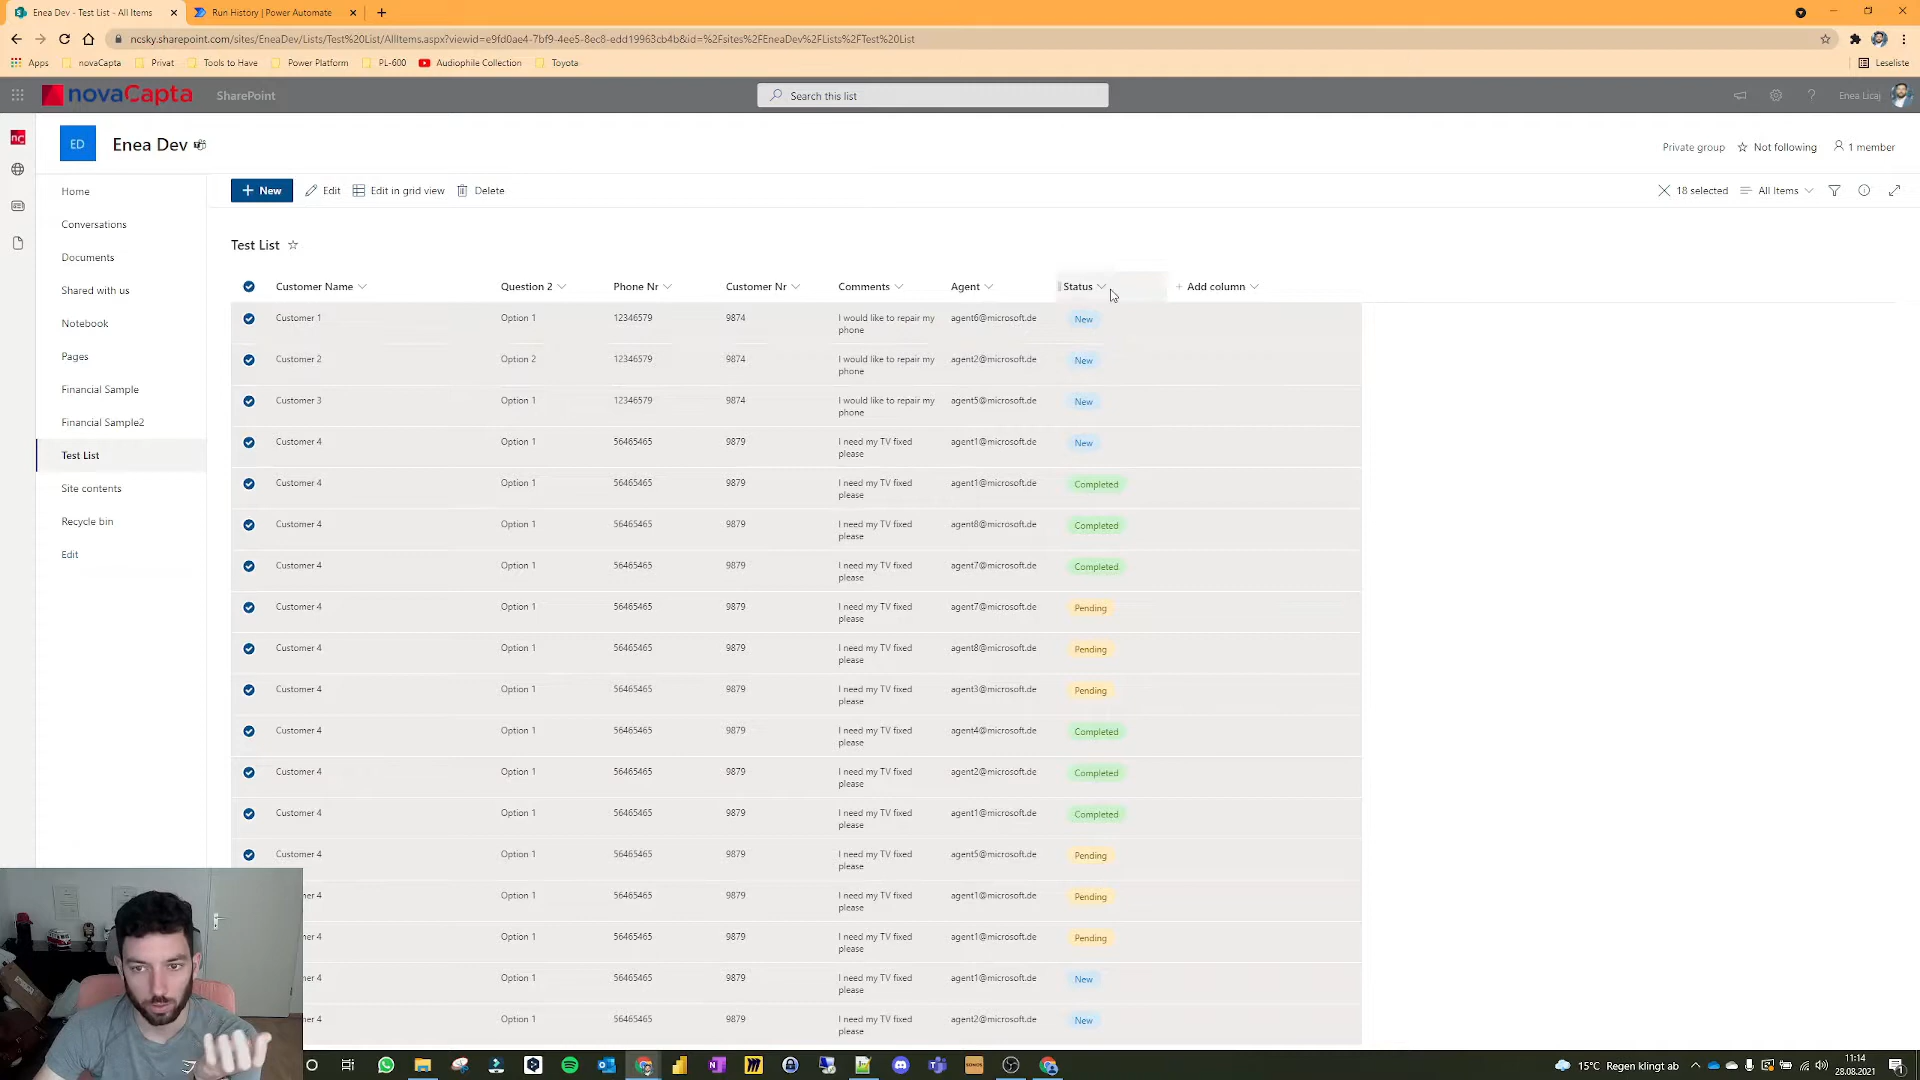 Enea Dev - Test List - All Items
Run History | Power Automate
ncsky.sharepoint.com/sites/EneaDev/Lists/Test%20List/AllItems.aspx?viewid=e9fd0ae4-7bf9-4ee5-8ec8-edd19963cb4b&id=%2Fsites%2FEneaDev%2FLists%2FTest%20List
Apps novaCapta Privat Tools to Have Power Platform PL-600 Audiophile Collection Toyota Leseliste
novaCapta SharePoint Search this list Enea Licaj
nc
ED Enea Dev Private group Not following 1 member
Home
Conversations
Documents
Shared with us
Notebook
Pages
Financial Sample
Financial Sample2
Test List
Site contents
Recycle bin
Edit
+ New Edit Edit in grid view Delete 18 selected All Items
Test List
Customer Name Question 2 Phone Nr Customer Nr Comments Agent Status + Add column
Customer 1 Option 1 12346579 9874 I would like to repair my agent6@microsoft.de New
phone
Customer 2 Option 2 12346579 9874 I would like to repair my agent2@microsoft.de New
phone
Customer 3 Option 1 12346579 9874 I would like to repair my agent5@microsoft.de New
phone
Customer 4 Option 1 56465465 9879 I need my TV fixed agent1@microsoft.de New
please
Customer 4 Option 1 56465465 9879 I need my TV fixed agent1@microsoft.de Completed
please
Customer 4 Option 1 56465465 9879 I need my TV fixed agent8@microsoft.de Completed
please
Customer 4 Option 1 56465465 9879 I need my TV fixed agent7@microsoft.de Completed
please
Customer 4 Option 1 56465465 9879 I need my TV fixed agent7@microsoft.de Pending
please
Customer 4 Option 1 56465465 9879 I need my TV fixed agent8@microsoft.de Pending
please
Customer 4 Option 1 56465465 9879 I need my TV fixed agent3@microsoft.de Pending
please
Customer 4 Option 1 56465465 9879 I need my TV fixed agent4@microsoft.de Completed
please
Customer 4 Option 1 56465465 9879 I need my TV fixed agent2@microsoft.de Completed
please
Customer 4 Option 1 56465465 9879 I need my TV fixed agent1@microsoft.de Completed
please
Customer 4 Option 1 56465465 9879 I need my TV fixed agent5@microsoft.de Pending
please
er 4 Option 1 56465465 9879 I need my TV fixed agent1@microsoft.de Pending
please
er 4 Option 1 56465465 9879 I need my TV fixed agent1@microsoft.de Pending
please
er 4 Option 1 56465465 9879 I need my TV fixed agent1@microsoft.de New
please
er 4 Option 1 56465465 9879 I need my TV fixed agent2@microsoft.de New
please
15°C Regen klingt ab 11:14
28.08.2021